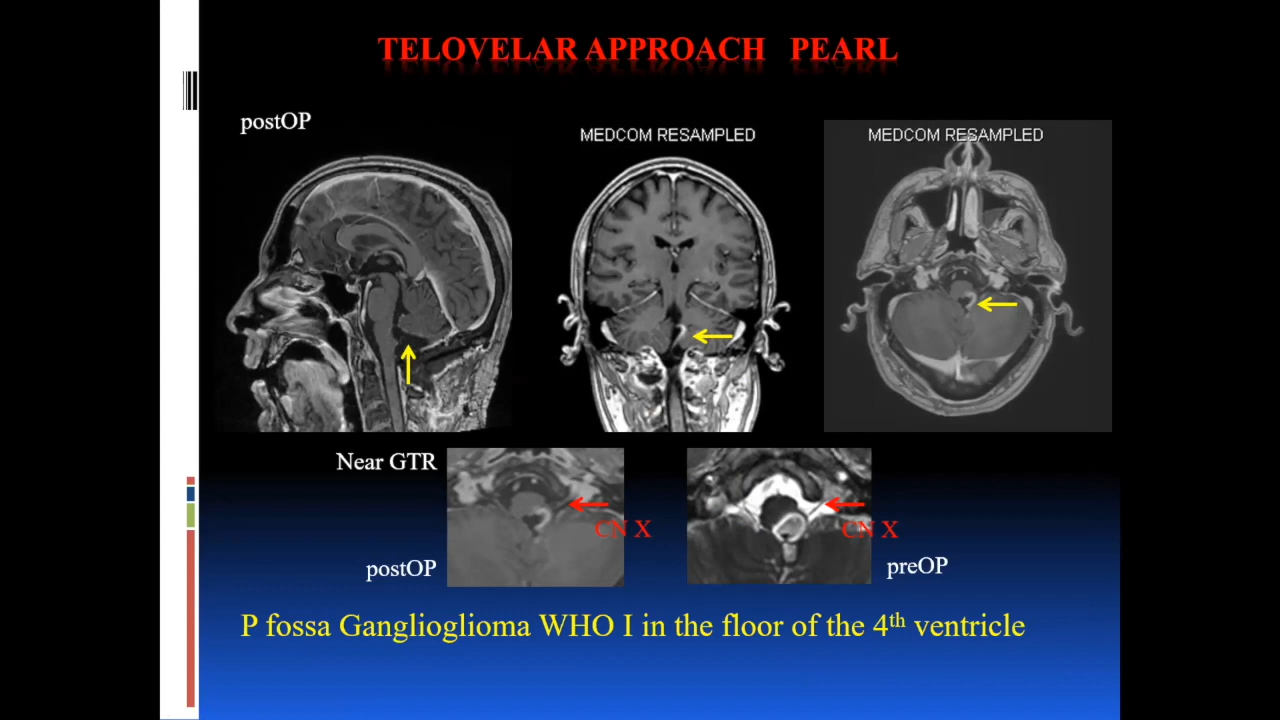 TELOVELAR APPROACH PEARL
postOP
MEDCOM RESAMPLED
MEDCOM RESAMPLED
Near GTR
CN X
CN X
postOP
preOP
P fossa Ganglioglioma WHO I in the floor of the 4th ventricle